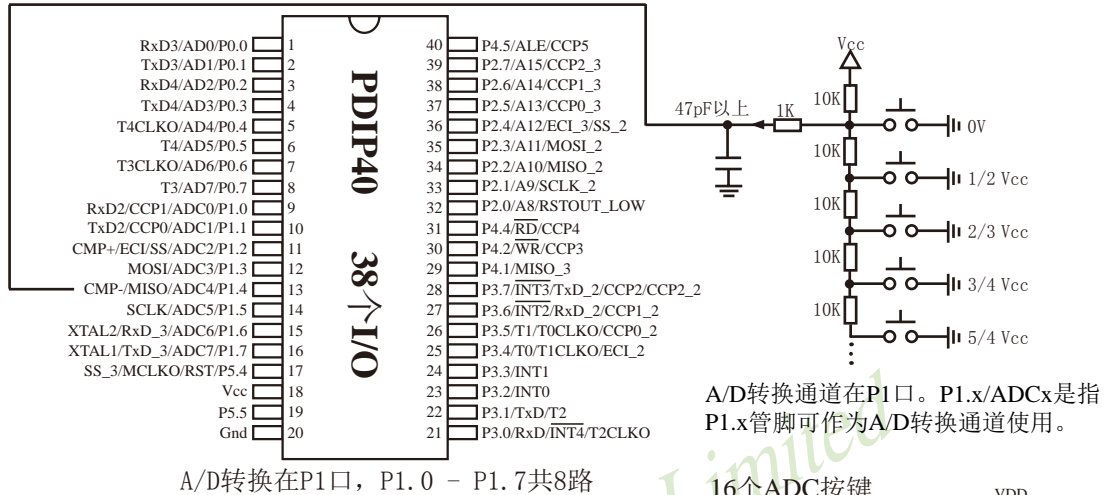 RxD3/AD0/P0.0 1
TxD3/AD1/P0.1 2
RxD4/AD2/P0.2 3
TxD4/AD3/P0.3 4
T4CLKO/AD4/P0.4 5
T4/AD5/P0.5 6
T3CLKO/AD6/P0.6 7
T3/AD7/P0.7 8
RxD2/CCP1/ADC0/P1.0 9
TxD2/CCP0/ADC1/P1.1 10
CMP+/ECI/SS/ADC2/P1.2 11
MOSI/ADC3/P1.3 12
CMP-/MISO/ADC4/P1.4 13
SCLK/ADC5/P1.5 14
XTAL2/RxD_3/ADC6/P1.6 15
XTAL1/TxD_3/ADC7/P1.7 16
SS_3/MCLKO/RST/P5.4 17
Vcc 18
P5.5 19
Gnd 20
PDIP40 38个I/O
40 P4.5/ALE/CCP5
39 P2.7/A15/CCP2_3
38 P2.6/A14/CCP1_3
37 P2.5/A13/CCP0_3
36 P2.4/A12/ECI_3/SS_2
35 P2.3/A11/MOSI_2
34 P2.2/A10/MISO_2
33 P2.1/A9/SCLK_2
32 P2.0/A8/RSTOUT_LOW
31 P4.4/RD/CCP4
30 P4.2/WR/CCP3
29 P4.1/MISO_3
28 P3.7/INT3/TxD_2/CCP2/CCP2_2
27 P3.6/INT2/RxD_2/CCP1_2
26 P3.5/T1/T0CLKO/CCP0_2
25 P3.4/T0/T1CLKO/ECI_2
24 P3.3/INT1
23 P3.2/INT0
22 P3.1/TxD/T2
21 P3.0/RxD/INT4/T2CLKO
A/D转换在P1口，P1.0 - P1.7共8路
Vcc
10K
47pF以上 1K
0V
10K
1/2 Vcc
10K
2/3 Vcc
10K
3/4 Vcc
10K
5/4 Vcc
A/D转换通道在P1口。P1.x/ADCx是指
P1.x管脚可作为A/D转换通道使用。
Limited
16个ADC按键
VDD